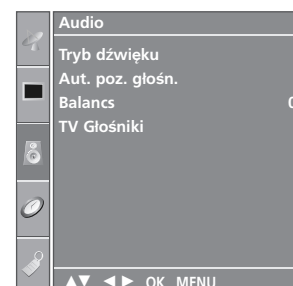 Audio
Tryb dźwięku
Aut. poz. głośn.
Balancs 0
TV Głośniki
▲▼ ◄► OK MENU